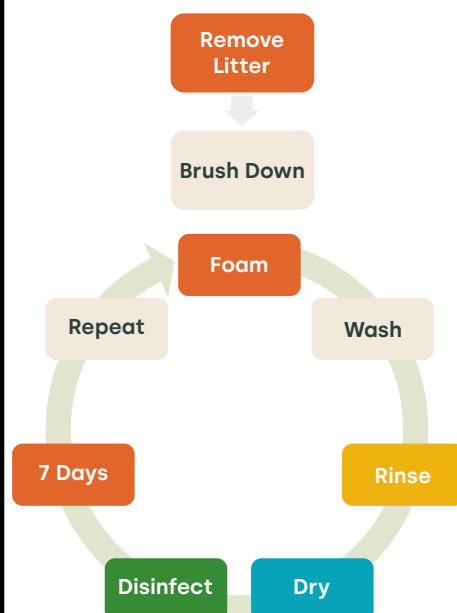 Remove
Litter
Brush Down
Foam
Wash
Rinse
Dry
Disinfect
7 Days
Repeat